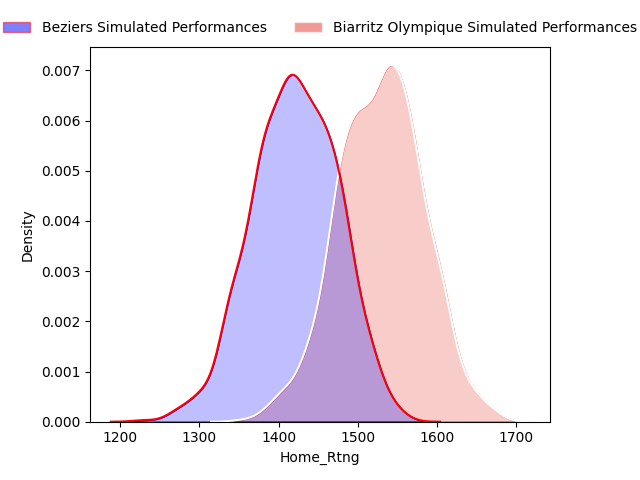 Beziers Simulated Performances Biarritz Olympique Simulated Performances
0.007
0.006
0.005
0.004
0.003
0.002
0.001
0.000
Density
1200 1300 1400 1500 1600 1700
Home_Rtng